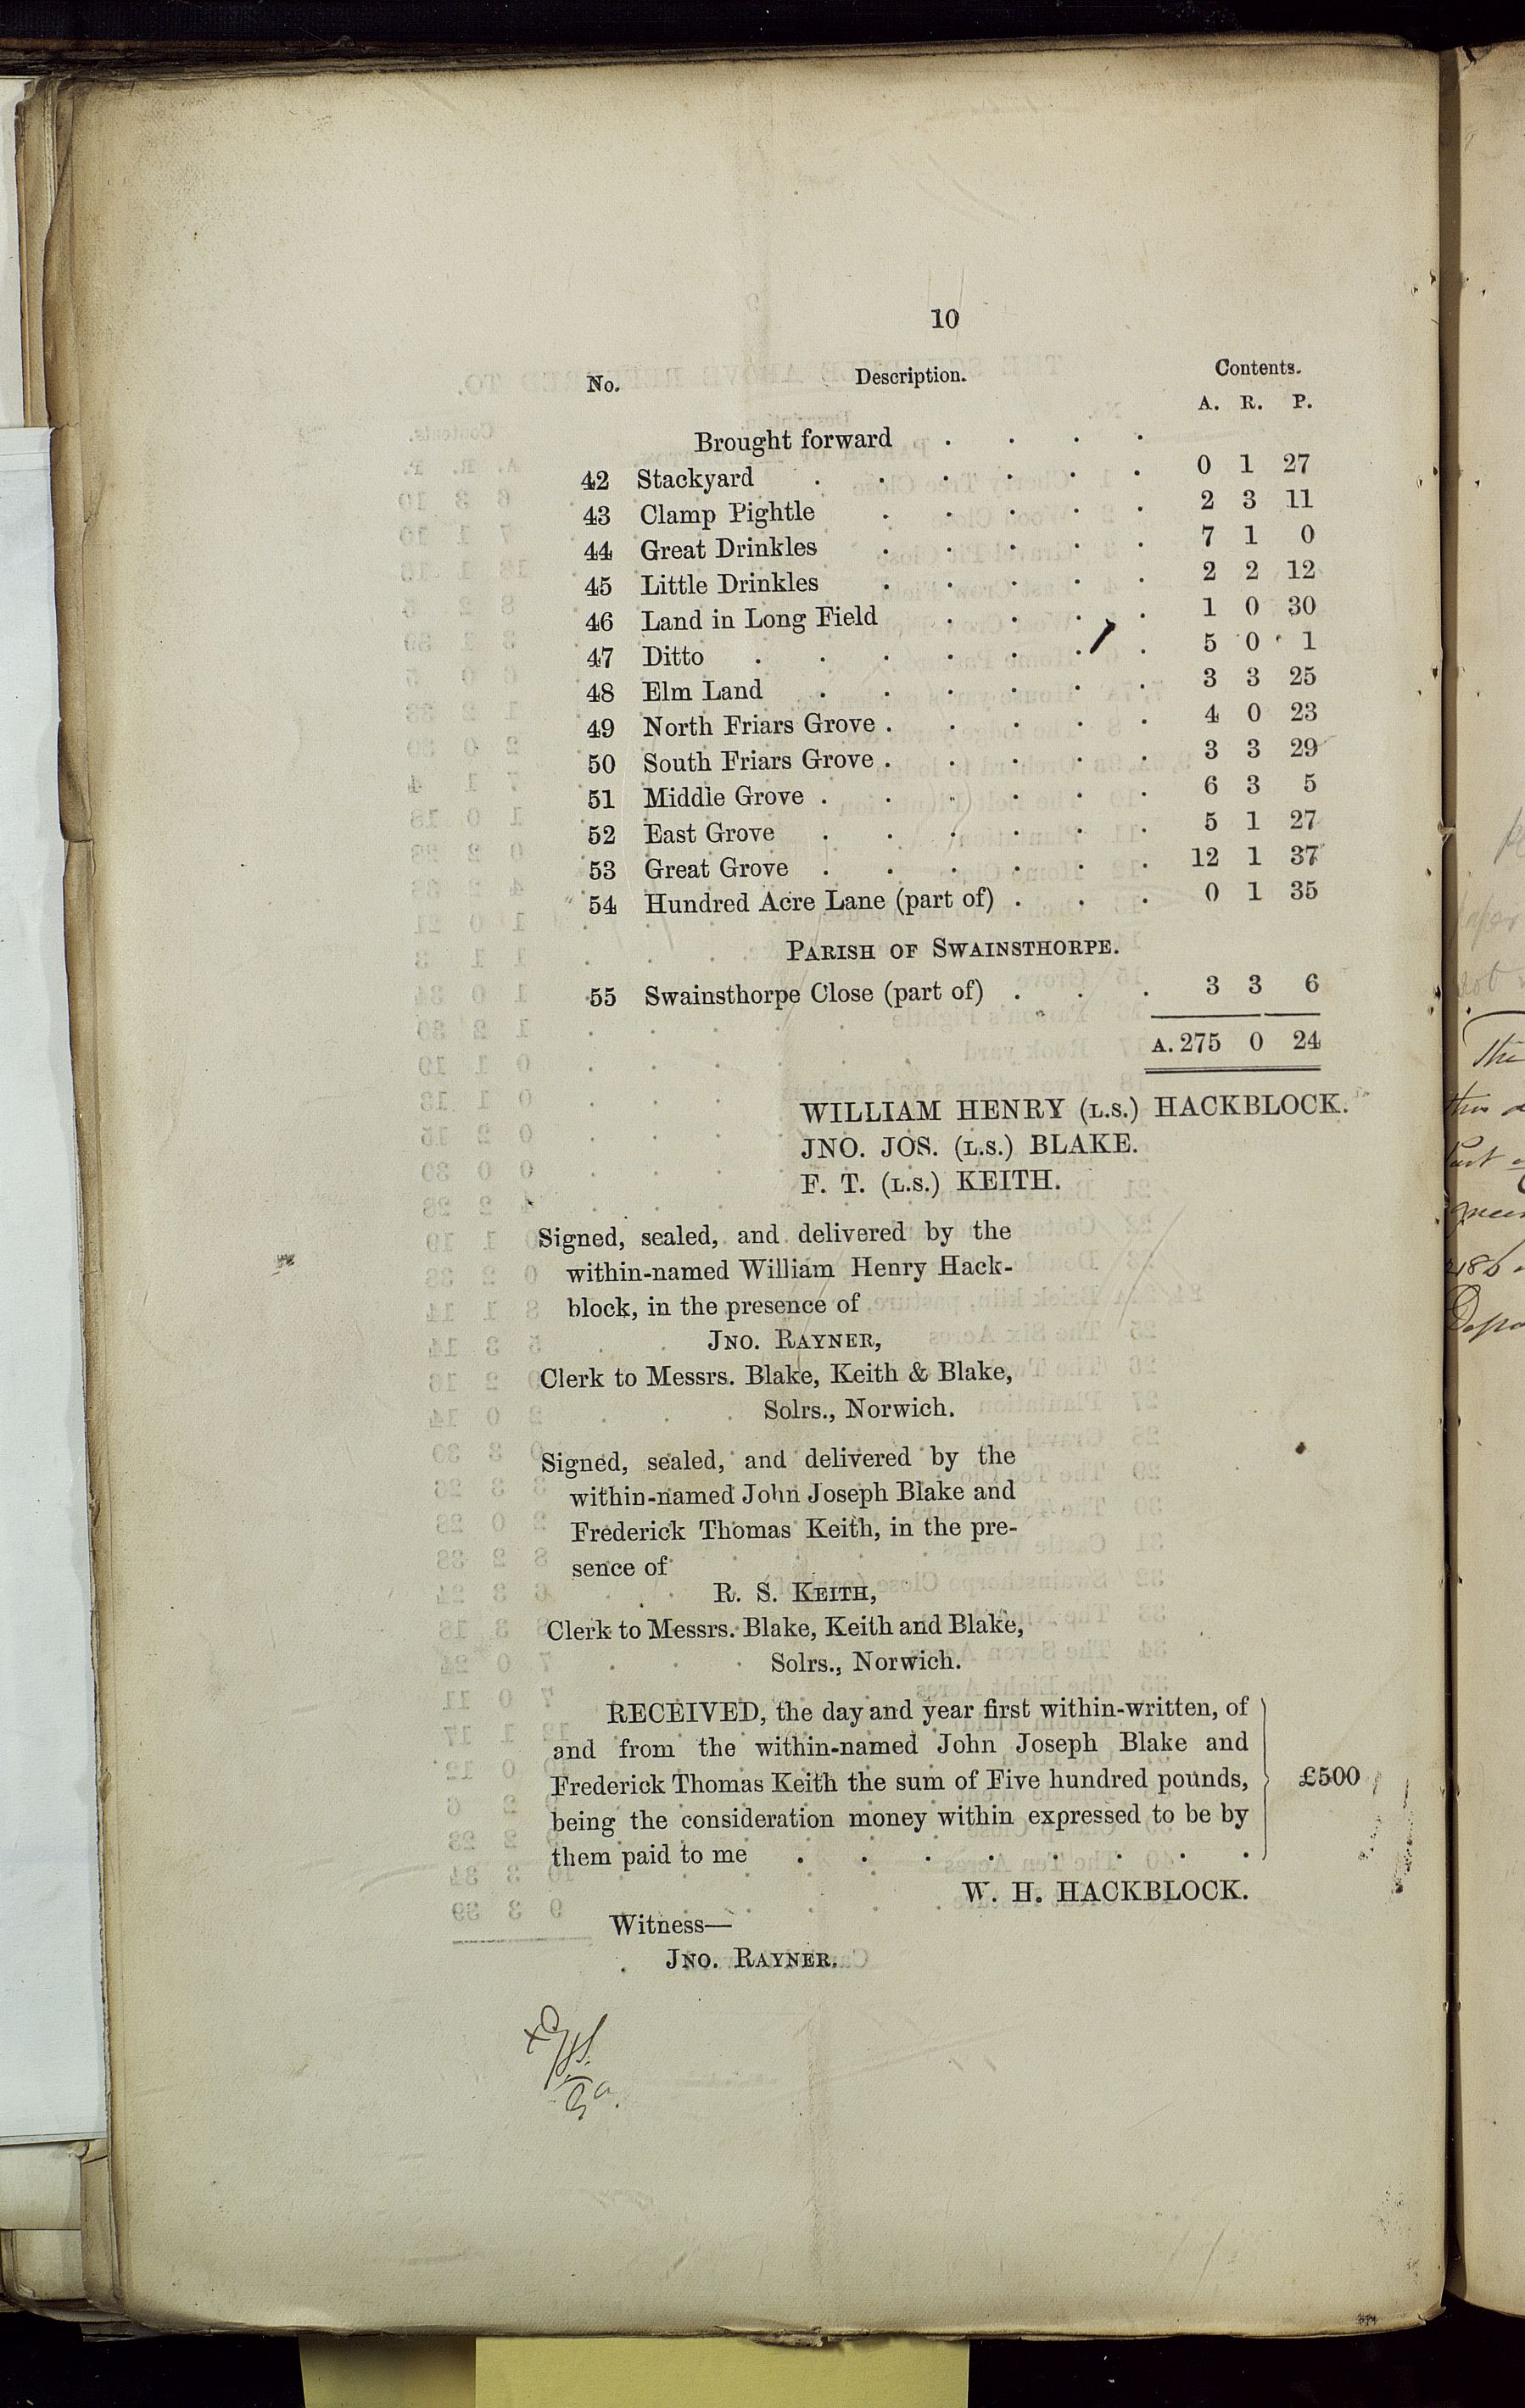 10
No. Description. Contents.
A. R. P.
Brought forward . . . .
42 Stackyard . . . . . . 0 1 27
43 Clamp Pightle . . . . . 2 3 11
44 Great Drinkles . . . . . 7 1 0
45 Little Drinkles . . . . . 2 2 12
46 Land in Long Field . . . . 1 0 30
47 Ditto . . . . . . . 5 0 1
48 Elm Land . . . . . . 3 3 25
49 North Friars Grove . . . . . 4 0 23
50 South Friars Grove . . . . . 3 3 29
51 Middle Grove . . . . . . 6 3 5
52 East Grove . . . . . . 5 1 27
53 Great Grove . . . . . . 12 1 37
54 Hundred Acre Lane (part of) . . . 0 1 35
PARISH OF SWAINSTHORPE.
55 Swainsthorpe Close (part of) . . . 3 3 6
A. 275 0 24
WILLIAM HENRY (L.S.) HACKBLOCK.
JNO. JOS. (L.S.) BLAKE.
F. T. (L.S.) KEITH.
Signed, sealed, and delivered by the
within-named William Henry Hack-
block, in the presence of
JNO. RAYNER,
Clerk to Messrs. Blake, Keith & Blake,
Solrs., Norwich.
Signed, sealed, and delivered by the
within-named John Joseph Blake and
Frederick Thomas Keith, in the pre-
sence of
R. S. KEITH,
Clerk to Messrs. Blake, Keith and Blake,
Solrs., Norwich.
RECEIVED, the day and year first within-written, of
and from the within-named John Joseph Blake and
Frederick Thomas Keith the sum of Five hundred pounds, £500
being the consideration money within expressed to be by
them paid to me . . . . . . . .
W. H. HACKBLOCK.
Witness—
JNO. RAYNER.